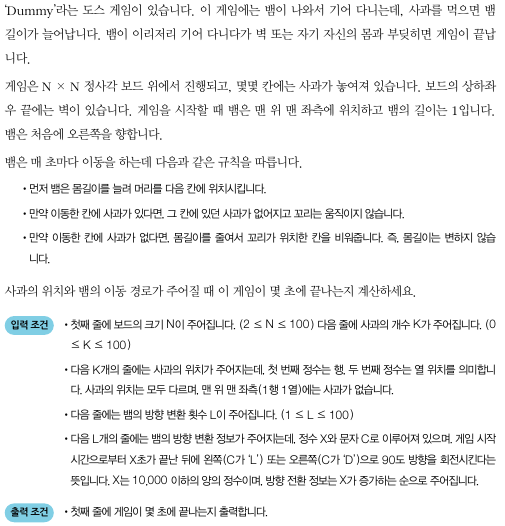 ‘Dummy’라는 도스 게임이 있습니다. 이 게임에는 뱀이 나와서 기어 다니는데, 사과를 먹으면 뱀
길이가 늘어납니다. 뱀이 이리저리 기어 다니다가 벽 또는 자기 자신의 몸과 부딪히면 게임이 끝납
니다.
게임은 N × N 정사각 보드 위에서 진행되고, 몇몇 칸에는 사과가 놓여져 있습니다. 보드의 상하좌
우 끝에는 벽이 있습니다. 게임을 시작할 때 뱀은 맨 위 맨 좌측에 위치하고 뱀의 길이는 1입니다.
뱀은 처음에 오른쪽을 향합니다.
뱀은 매 초마다 이동을 하는데 다음과 같은 규칙을 따릅니다.
• 먼저 뱀은 몸길이를 늘려 머리를 다음 칸에 위치시킵니다.
• 만약 이동한 칸에 사과가 있다면, 그 칸에 있던 사과가 없어지고 꼬리는 움직이지 않습니다.
• 만약 이동한 칸에 사과가 없다면, 몸길이를 줄여서 꼬리가 위치한 칸을 비워줍니다. 즉, 몸길이는 변하지 않습
니다.
사과의 위치와 뱀의 이동 경로가 주어질 때 이 게임이 몇 초에 끝나는지 계산하세요.
입력 조건 • 첫째 줄에 보드의 크기 N이 주어집니다. (2 ≤ N ≤ 100) 다음 줄에 사과의 개수 K가 주어집니다. (0
≤ K ≤ 100)
• 다음 K개의 줄에는 사과의 위치가 주어지는데, 첫 번째 정수는 행, 두 번째 정수는 열 위치를 의미합니
다. 사과의 위치는 모두 다르며, 맨 위 맨 좌측(1행 1열)에는 사과가 없습니다.
• 다음 줄에는 뱀의 방향 변환 횟수 L이 주어집니다. (1 ≤ L ≤ 100)
• 다음 L개의 줄에는 뱀의 방향 변환 정보가 주어지는데, 정수 X와 문자 C로 이루어져 있으며, 게임 시작
시간으로부터 X초가 끝난 뒤에 왼쪽(C가 ‘L’) 또는 오른쪽(C가 ‘D’)으로 90도 방향을 회전시킨다는
뜻입니다. X는 10,000 이하의 양의 정수이며, 방향 전환 정보는 X가 증가하는 순으로 주어집니다.
출력 조건 • 첫째 줄에 게임이 몇 초에 끝나는지 출력합니다.